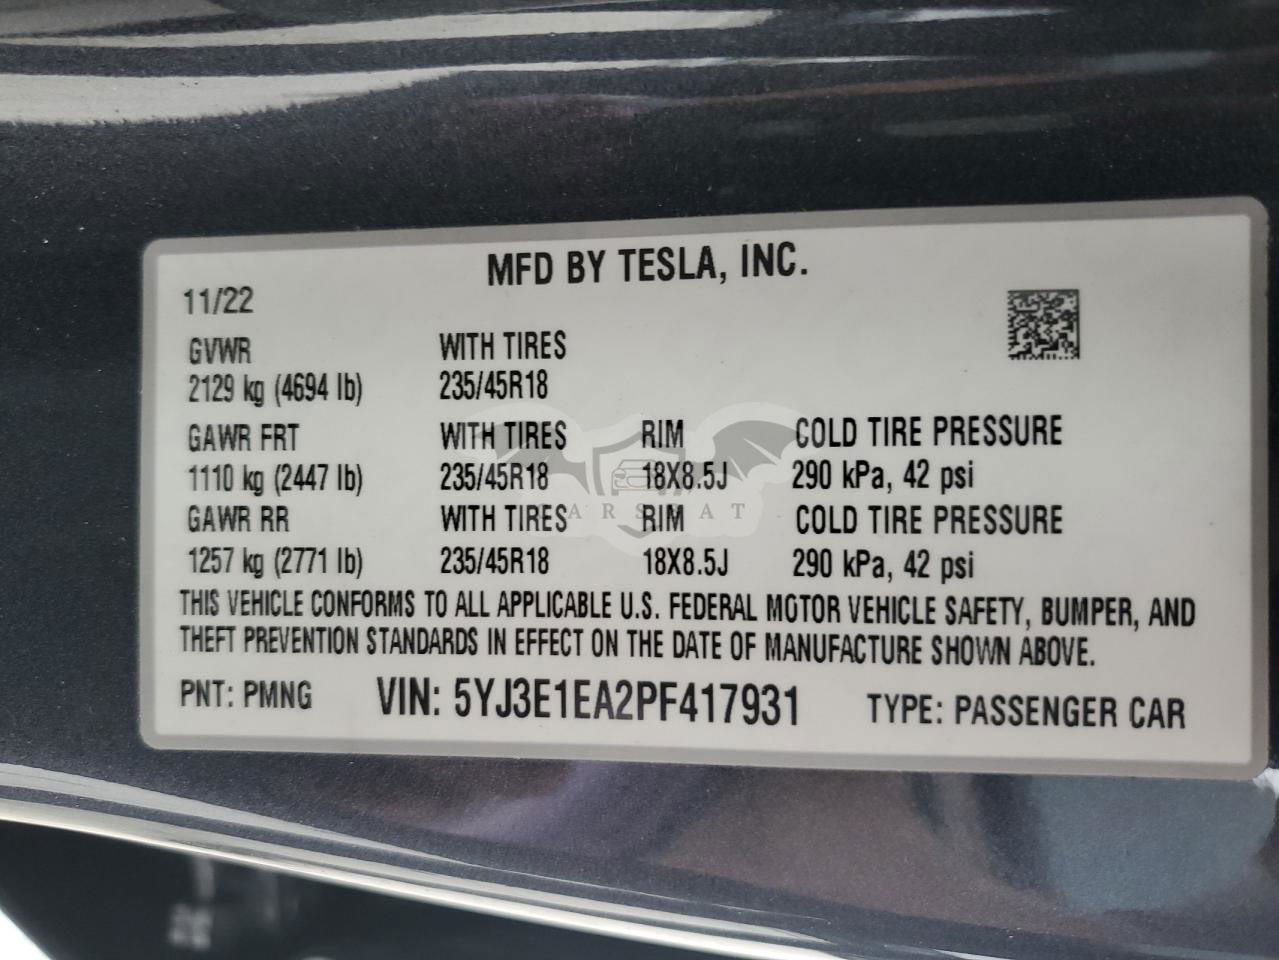 MFD BY TESLA, INC.
11/22
GVWR WITH TIRES
2129 kg (4694 lb) 235/45R18
GAWR FRT WITH TIRES RIM COLD TIRE PRESSURE
1110 kg (2447 lb) 235/45R18 18X8.5J 290 kPa, 42 psi
GAWR RR WITH TIRES RIM COLD TIRE PRESSURE
1257 kg (2771 lb) 235/45R18 18X8.5J 290 kPa, 42 psi
THIS VEHICLE CONFORMS TO ALL APPLICABLE U.S. FEDERAL MOTOR VEHICLE SAFETY, BUMPER, AND
THEFT PREVENTION STANDARDS IN EFFECT ON THE DATE OF MANUFACTURE SHOWN ABOVE.
PNT: PMNG VIN: 5YJ3E1EA2PF417931 TYPE: PASSENGER CAR